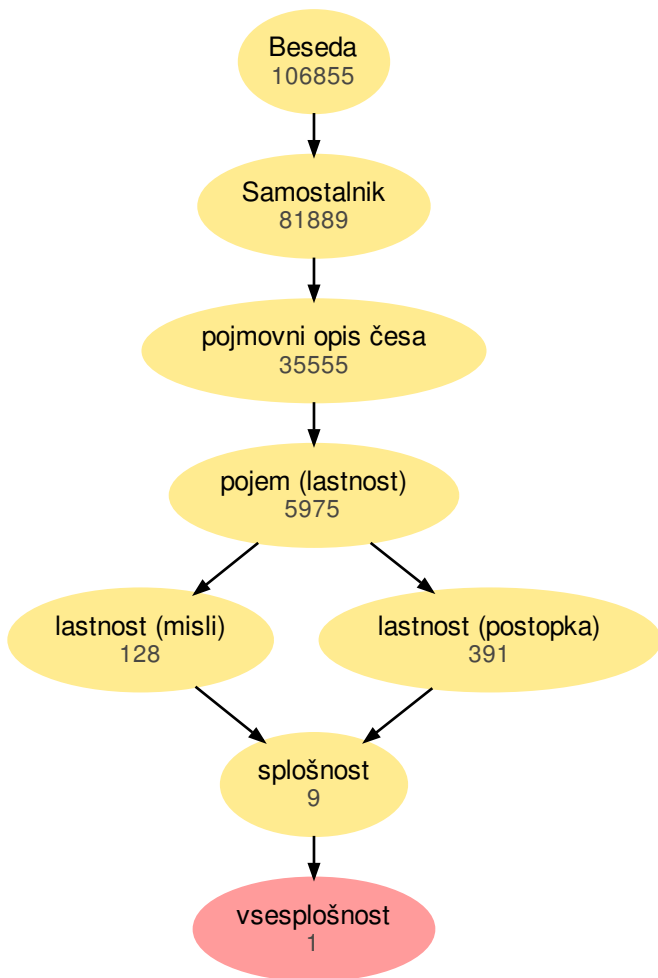 Beseda
106855
Samostalnik
81889
pojmovni opis česa
35555
pojem (lastnost)
5975
lastnost (misli)
128
lastnost (postopka)
391
splošnost
9
vsesplošnost
1